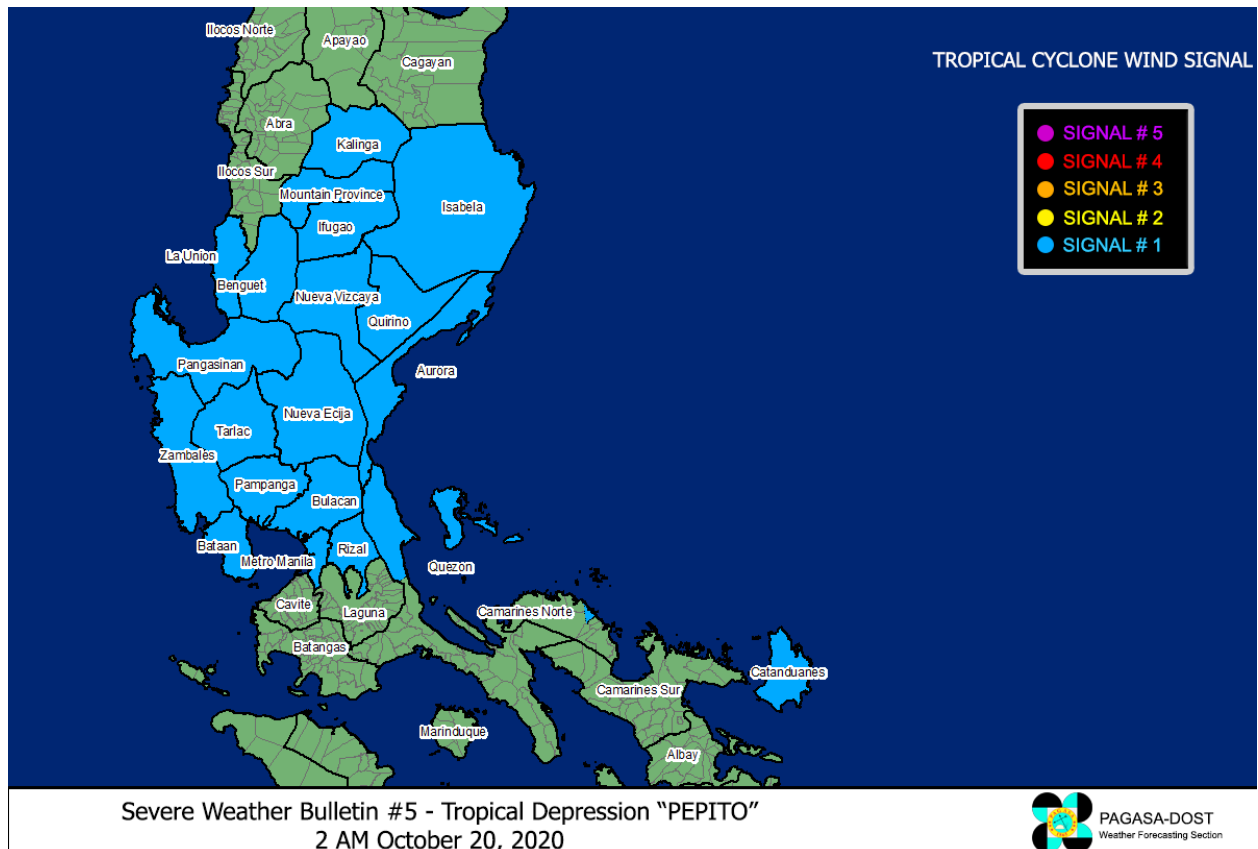 Ilocos Norte
Apayao
Cagayan
TROPICAL CYCLONE WIND SIGNAL
Abra
Kalinga
SIGNAL # 5
SIGNAL # 4
SIGNAL # 3
SIGNAL # 2
SIGNAL # 1
Ilocos Sur
Mountain Province
Isabela
Ifugao
La Union
Benguet
Nueva Vizcaya
Quirino
Pangasinan
Aurora
Nueva Ecija
Tarlac
Zambales
Pampanga
Bulacan
Bataan
Metro Manila
Rizal
Quezon
Cavite
Laguna
Camarines Norte
Batangas
Catanduanes
Camarines Sur
Marinduque
Albay
Severe Weather Bulletin #5 - Tropical Depression “PEPITO”
2 AM October 20, 2020
PAGASA-DOST
Weather Forecasting Section